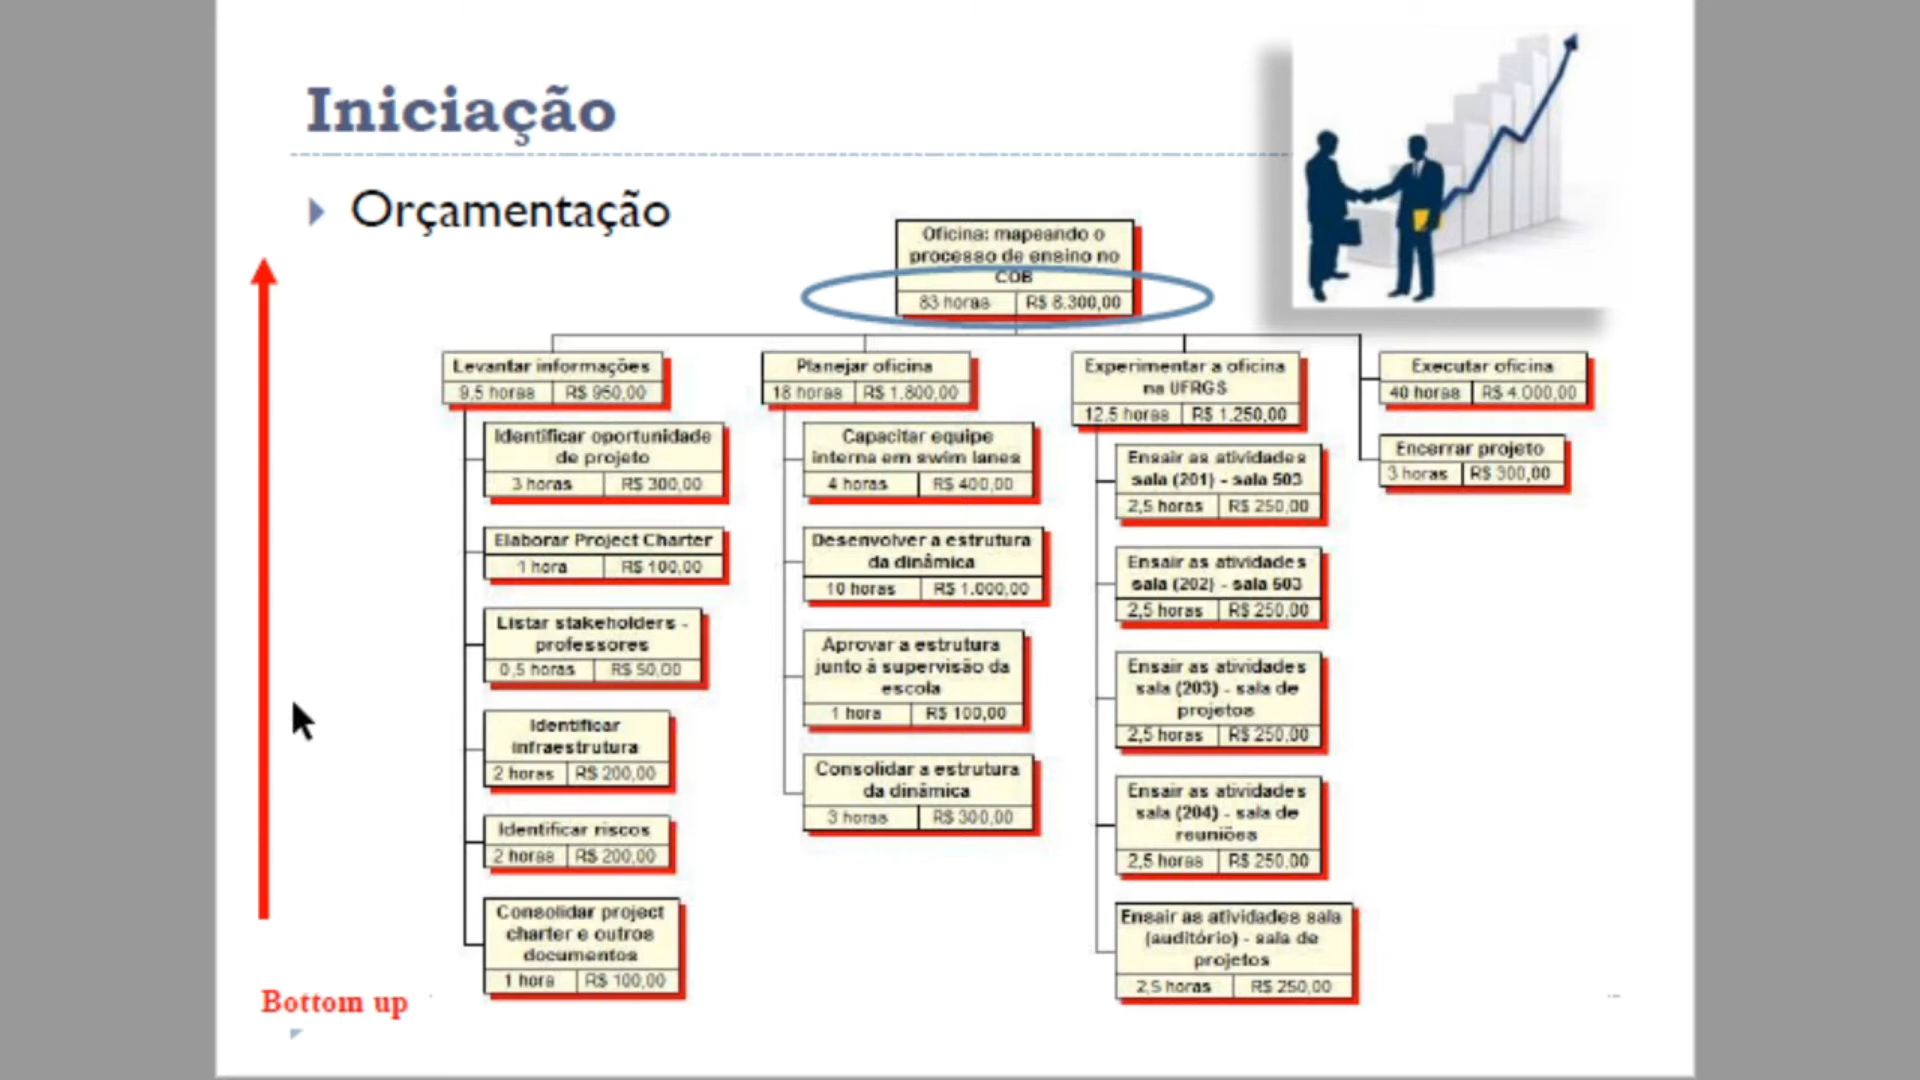 Iniciação
Orçamentação
Oficina: mapeando o
processo de ensino no
COB
83 horas R$ 8.300,00
Levantar informações
9,5 horas R$ 950,00
Identificar oportunidade
de projeto
3 horas R$ 300,00
Elaborar Project Charter
1 hora R$ 100,00
Listar stakeholders -
professores
0,5 horas R$ 50,00
Identificar
infraestrutura
2 horas R$ 200,00
Identificar riscos
2 horas R$ 200,00
Consolidar project
charter e outros
documentos
1 hora R$ 100,00
Planejar oficina
18 horas R$ 1.800,00
Capacitar equipe
interna em swim lanes
4 horas R$ 400,00
Desenvolver a estrutura
da dinâmica
10 horas R$ 1.000,00
Aprovar a estrutura
junto à supervisão da
escola
1 hora R$ 100,00
Consolidar a estrutura
da dinâmica
3 horas R$ 300,00
Experimentar a oficina
na UFRGS
12,5 horas R$ 1.250,00
Ensair as atividades
sala (201) - sala 503
2,5 horas R$ 250,00
Ensair as atividades
sala (202) - sala 503
2,5 horas R$ 250,00
Ensair as atividades
sala (203) - sala de
projetos
2,5 horas R$ 250,00
Ensair as atividades
sala (204) - sala de
reuniões
2,5 horas R$ 250,00
Ensair as atividades sala
(auditório) - sala de
projetos
2,5 horas R$ 250,00
Executar oficina
40 horas R$ 4.000,00
Encerrar projeto
3 horas R$ 300,00
Bottom up